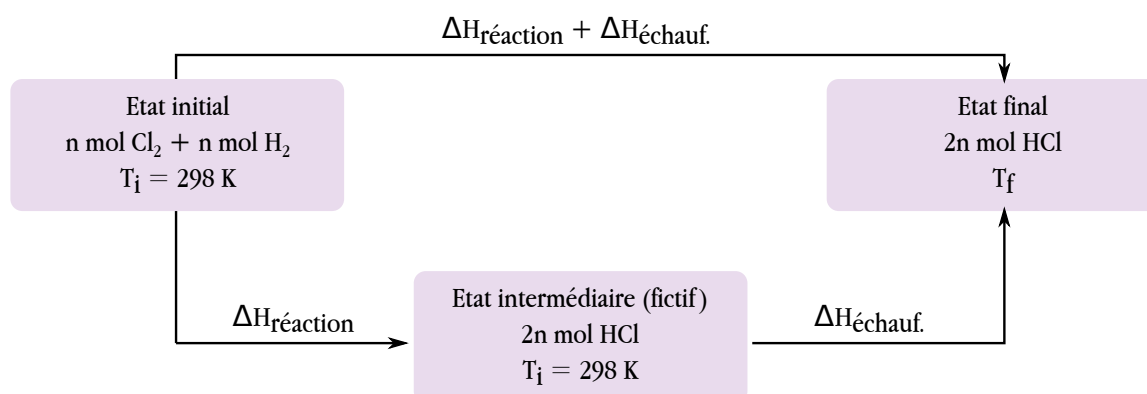 ΔHréaction + ΔHéchauf.
Etat initial
n mol Cl₂ + n mol H₂
Ti = 298 K
Etat final
2n mol HCl
Tf
ΔHréaction
Etat intermédiaire (fictif)
2n mol HCl
Ti = 298 K
ΔHéchauf.